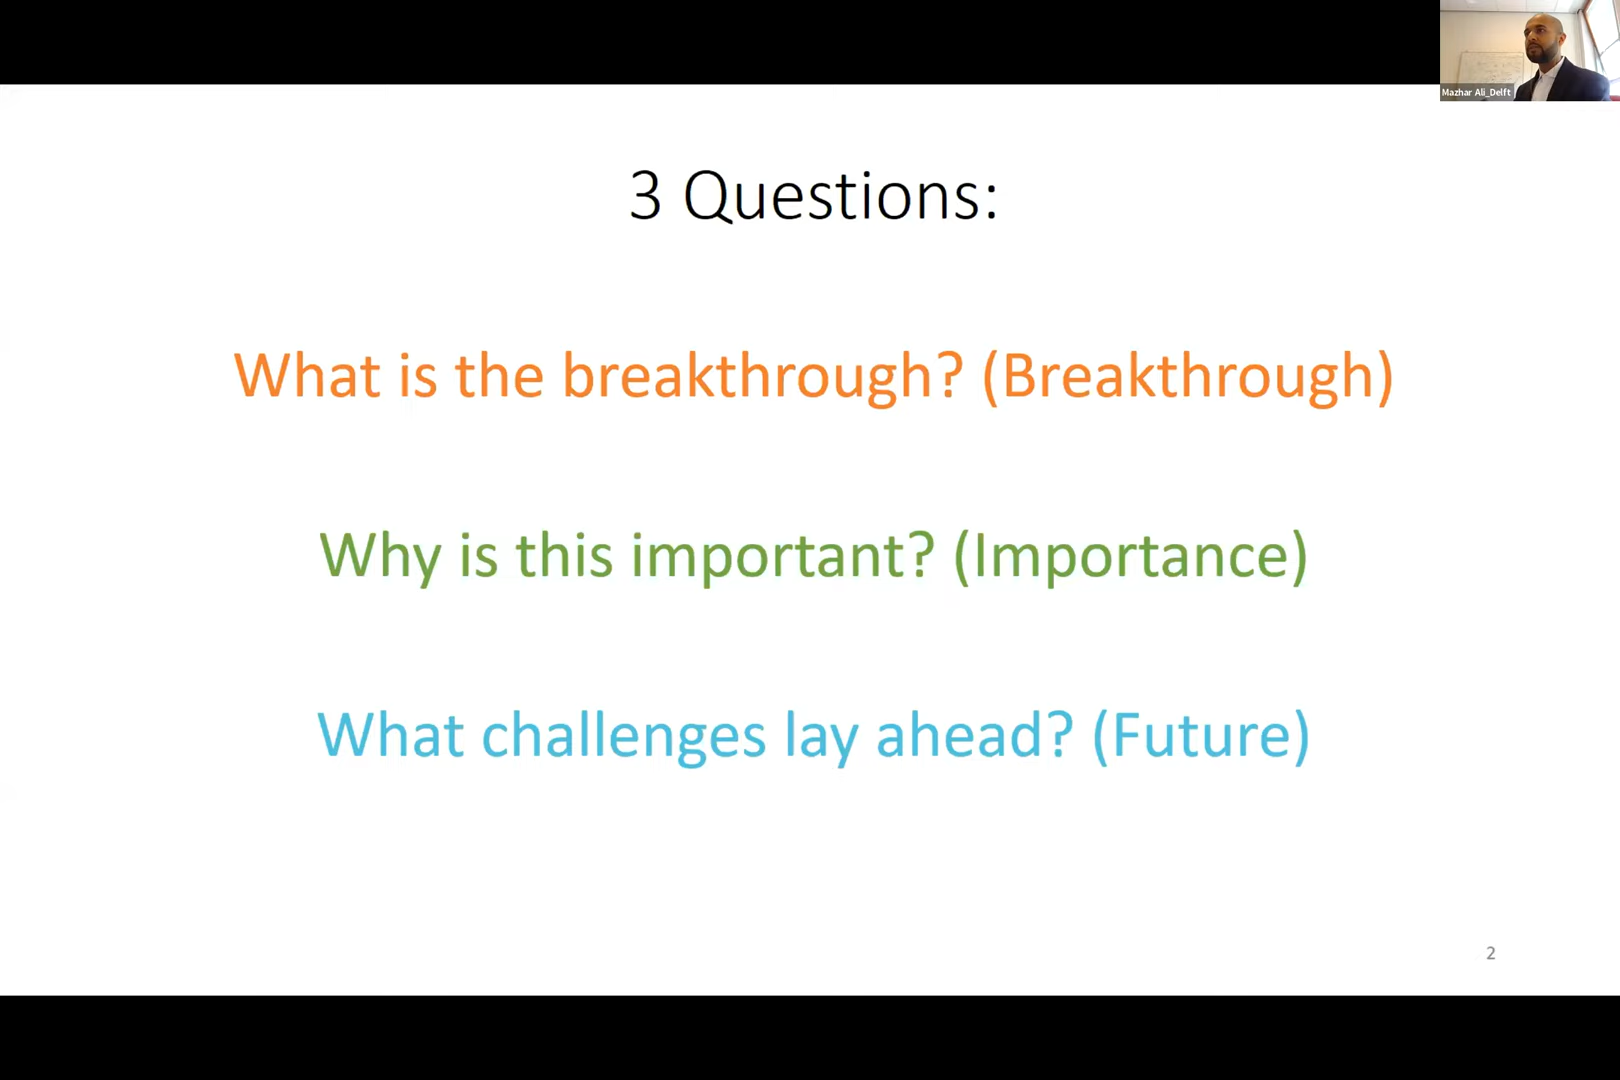 Mazhar Ali_Delft
3 Questions:
What is the breakthrough? (Breakthrough)
Why is this important? (Importance)
What challenges lay ahead? (Future)
2